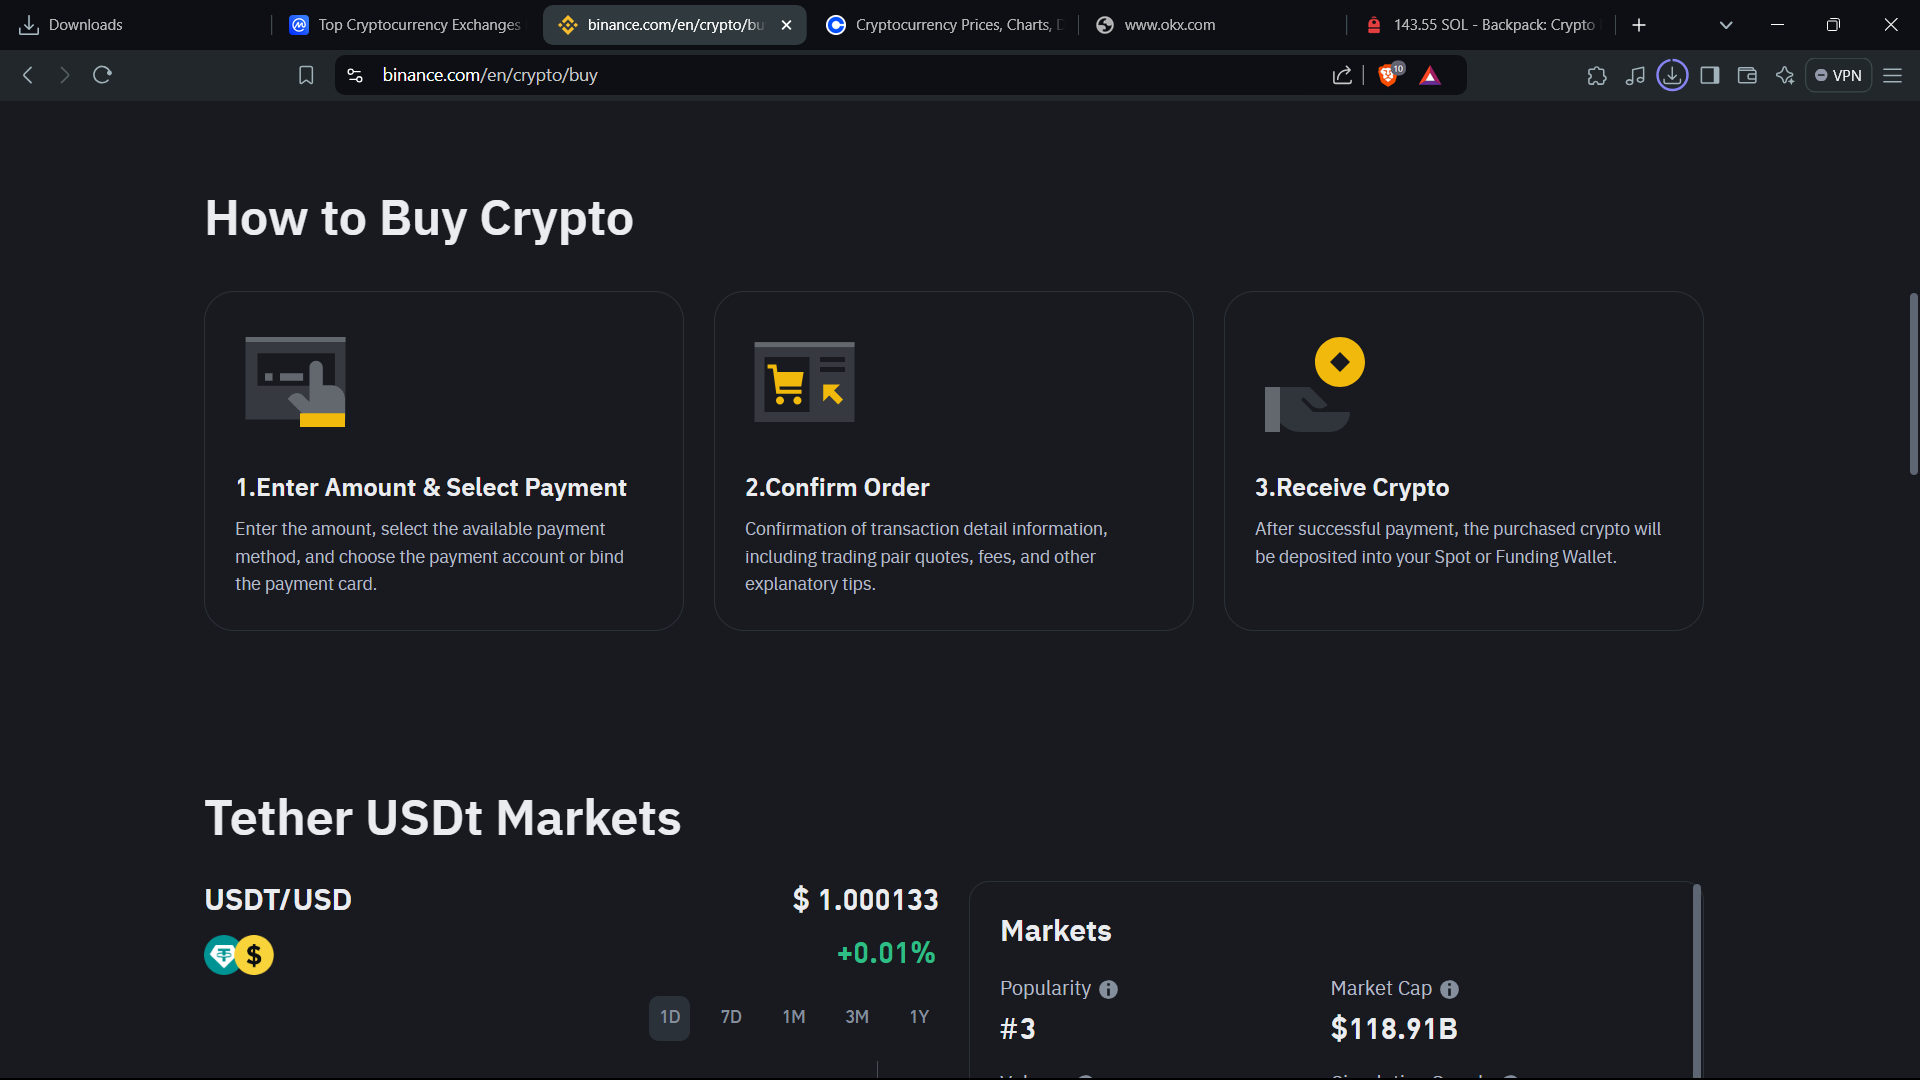 Downloads
Top Cryptocurrency Exchanges
binance.com/en/crypto/bu
Cryptocurrency Prices, Charts, D
www.okx.com
143.55 SOL - Backpack: Crypto
binance.com/en/crypto/buy
10
VPN
How to Buy Crypto
1.Enter Amount & Select Payment
Enter the amount, select the available payment
method, and choose the payment account or bind
the payment card.
2.Confirm Order
Confirmation of transaction detail information,
including trading pair quotes, fees, and other
explanatory tips.
3.Receive Crypto
After successful payment, the purchased crypto will
be deposited into your Spot or Funding Wallet.
Tether USDt Markets
USDT/USD
$ 1.000133
+0.01%
1D 7D 1M 3M 1Y
Markets
Popularity
#3
Market Cap
$118.91B